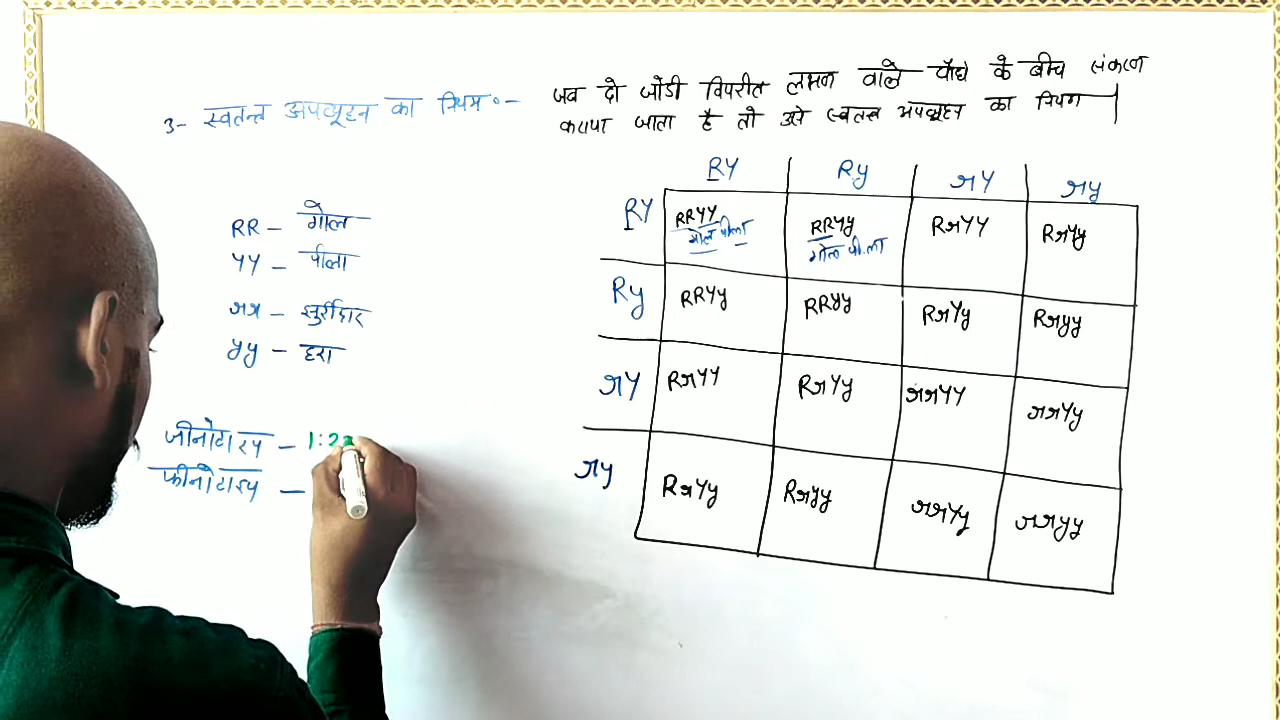 3- स्वतन्त्र अपव्यूहन का नियम :-
जब दो जोडी विपरीत लक्षन वाले पौधे के बीच संकरण
कराया जाता है तो उसे स्वतन्त्र अपव्यूहन का नियम
RR - गोल
YY - पीला
rr - झुर्रीदार
yy - हरा
जीनोटाइप - 1:2:
फीनोटाइप -
RY Ry rY ry
RY RRYY RRYy RrYY RrYy
गोल पीला गोल पीला
Ry RRYy RRyy RrYy Rryy
rY RrYY RrYy rrYY rrYy
ry RrYy Rryy rrYy rryy